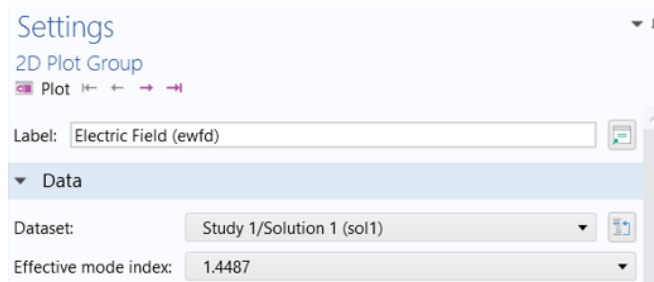 Settings
2D Plot Group
Plot
Label: Electric Field (ewfd)
Data
Dataset: Study 1/Solution 1 (sol1)
Effective mode index: 1.4487